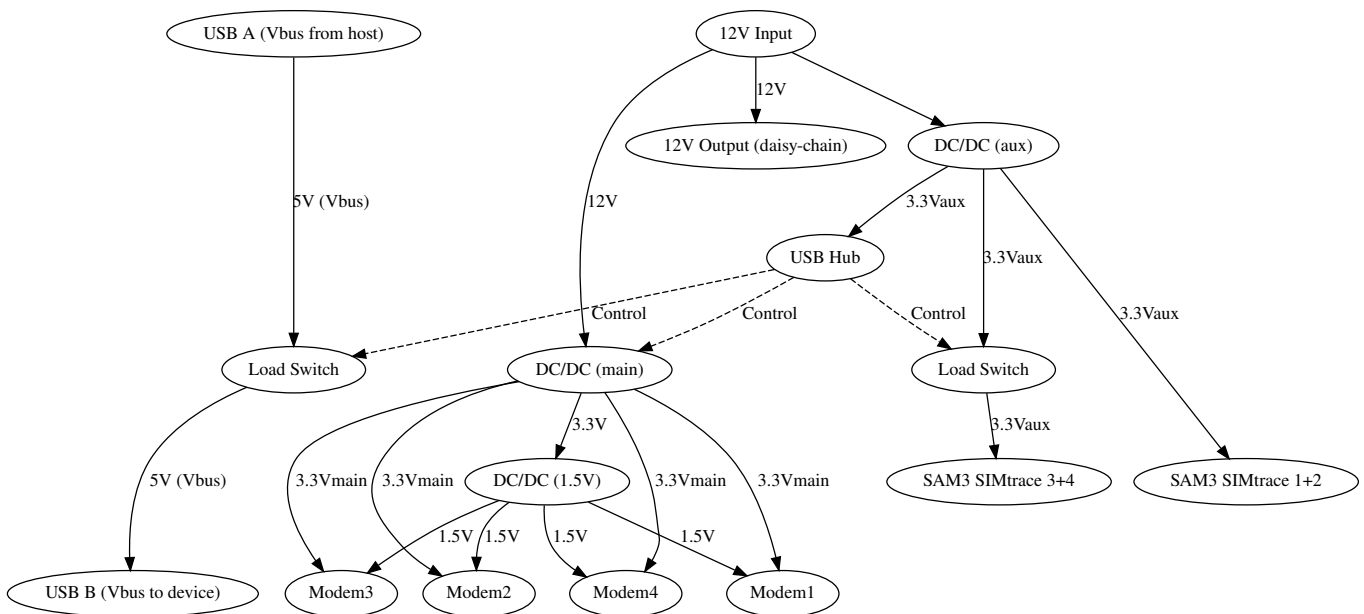 USB A (Vbus from host)
12V Input
12V
12V Output (daisy-chain)
DC/DC (aux)
5V (Vbus)
12V
3.3Vaux
USB Hub
3.3Vaux
Control
Control
Control
3.3Vaux
Load Switch
DC/DC (main)
Load Switch
3.3V
3.3Vaux
5V (Vbus)
3.3Vmain
3.3Vmain
DC/DC (1.5V)
3.3Vmain
3.3Vmain
SAM3 SIMtrace 3+4
SAM3 SIMtrace 1+2
1.5V
1.5V
1.5V
1.5V
USB B (Vbus to device)
Modem3
Modem2
Modem4
Modem1